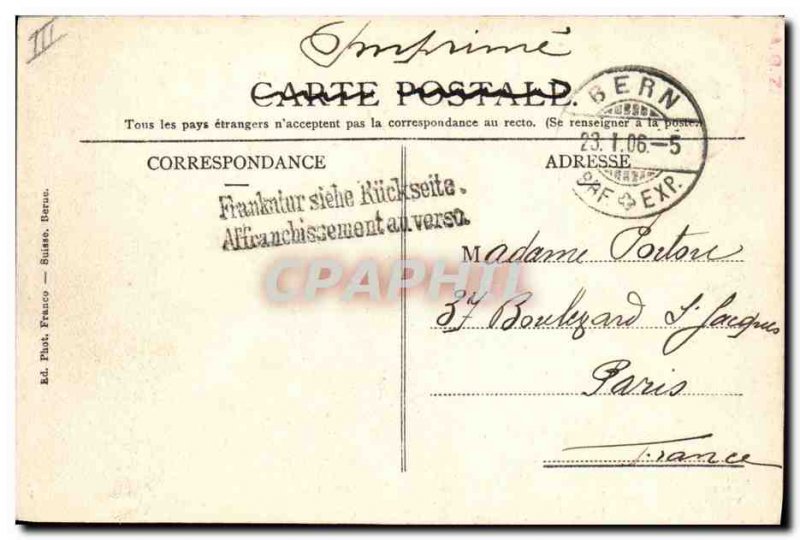 III
Imprimé
CARTE POSTALE.
Tous les pays étrangers n'acceptent pas la correspondance au recto. (Se renseigner à la poste.
BERN
23. I. 06.-5
BRF. EXP.
CORRESPONDANCE
ADRESSE
Frankatur siehe Rückseite.
Affranchissement au verso.
CPAPHIL
Madame
37 Boulezard St Jacques
Paris
France
Ed. Phot. Franco — Suisse. Berne.